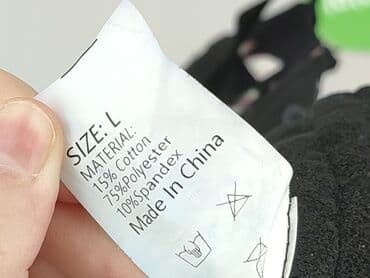 SIZE: L
MATERIAL:
15% Cotton
75%Polyester
10%Spandex
Made In China